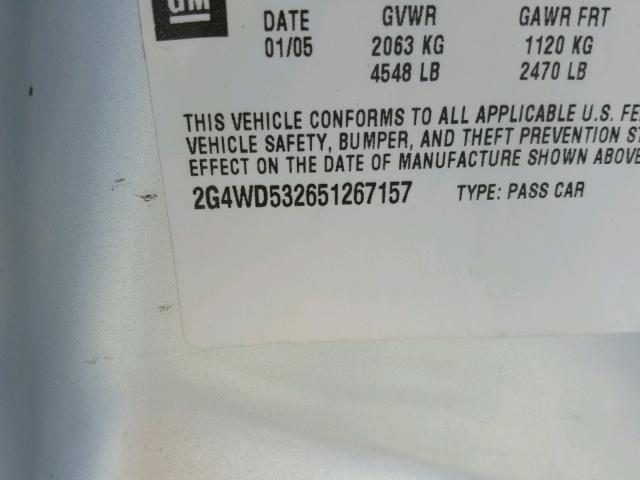 GM
DATE GVWR GAWR FRT
01/05 2063 KG 1120 KG
4548 LB 2470 LB
THIS VEHICLE CONFORMS TO ALL APPLICABLE U.S. FE
VEHICLE SAFETY, BUMPER, AND THEFT PREVENTION ST
EFFECT ON THE DATE OF MANUFACTURE SHOWN ABOVE
2G4WD532651267157 TYPE: PASS CAR